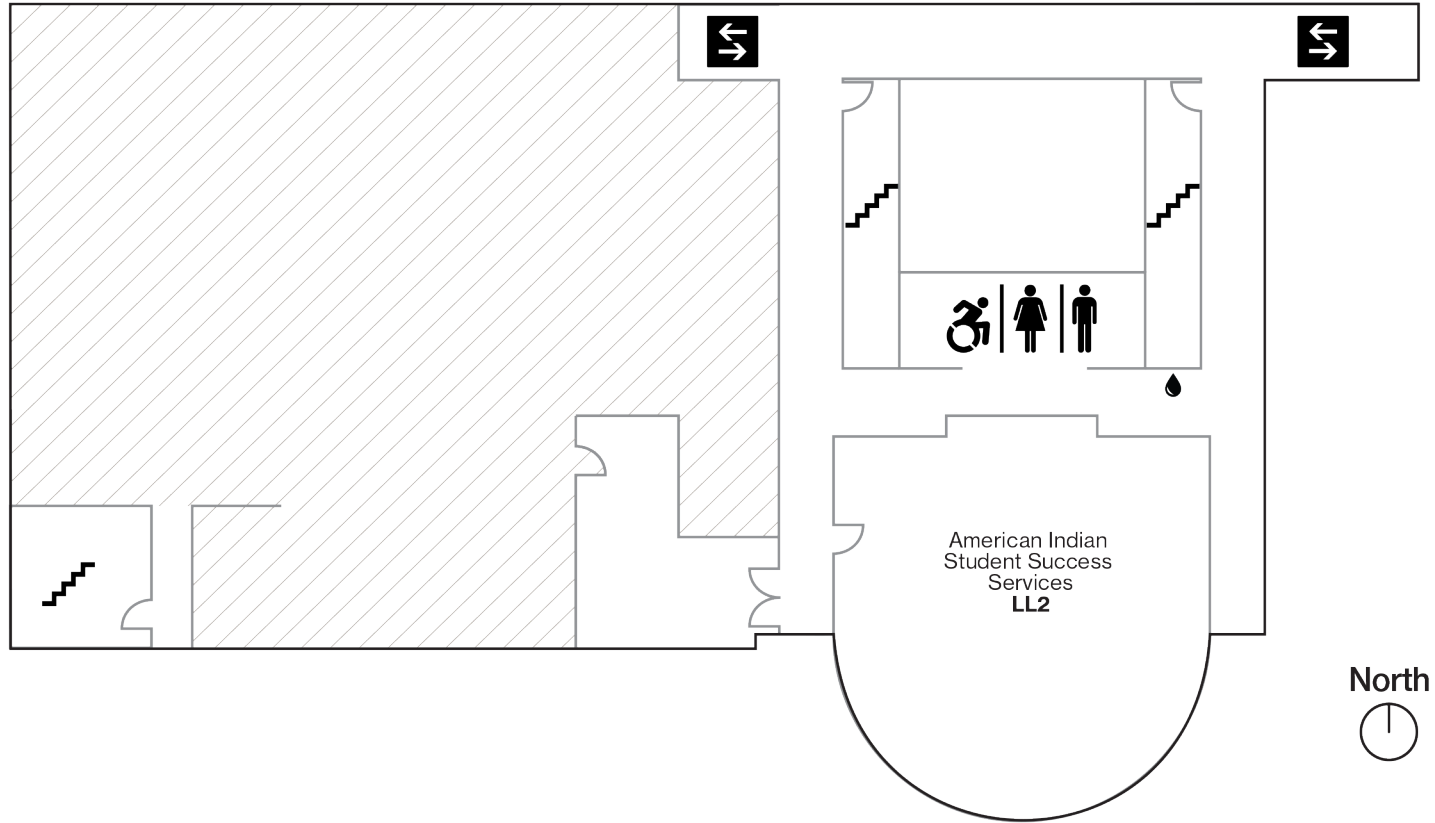 American Indian
Student Success
Services
LL2
North